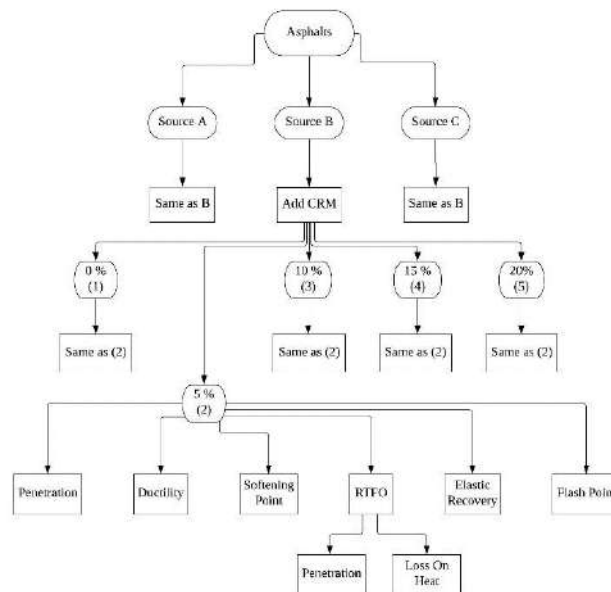 Asphalts
Source A
Source B
Source C
Same as B
Add CRM
Same as B
0 %
(1)
10 %
(3)
15 %
(4)
20%
(5)
Same as (2)
Same as (2)
Same as (2)
Same as (2)
5 %
(2)
Penetration
Ductility
Softening
Point
RTFO
Elastic
Recovery
Flash Point
Penetration
Loss On
Heat